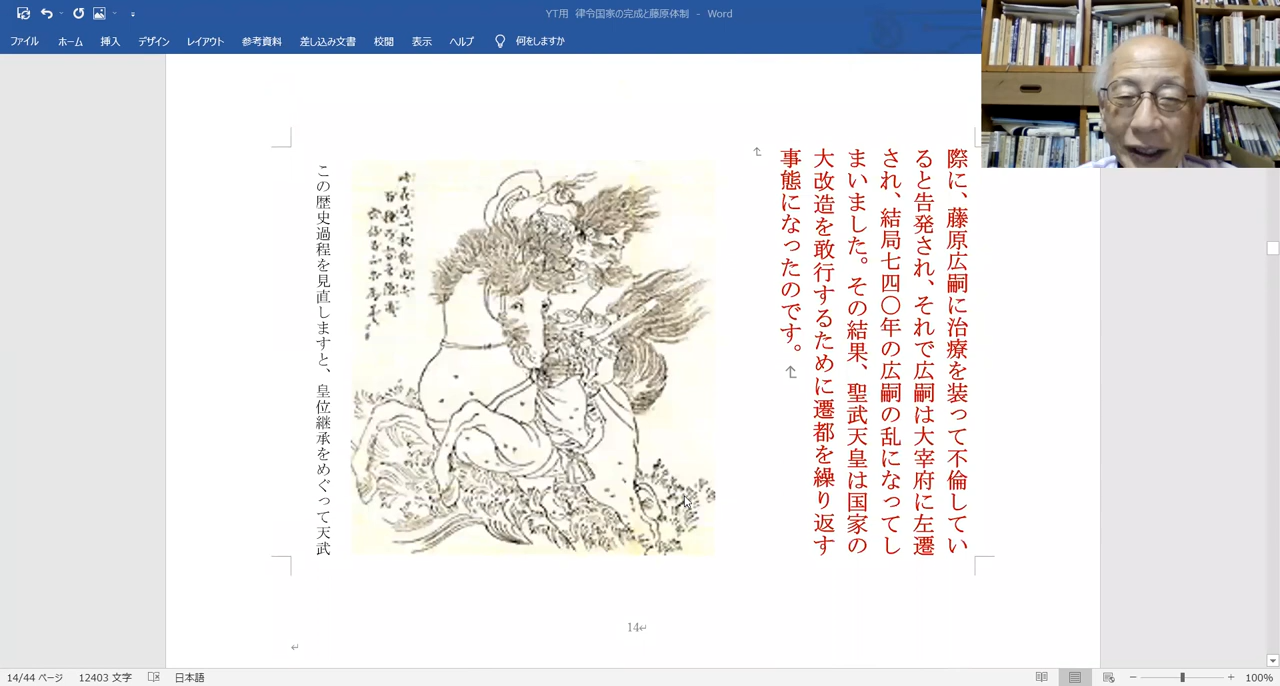 YT用 律令国家の完成と藤原体制 - Word
ファイル ホーム 挿入 デザイン レイアウト 参考資料 差し込み文書 校閲 表示 ヘルプ 何をしますか
際に、藤原広嗣に治療を装って不倫してい
ると告発され、それで広嗣は大宰府に左遷
され、結局七四〇年の広嗣の乱になってし
まいました。その結果、聖武天皇は国家の
大改造を敢行するために遷都を繰り返す
事態になったのです。
この歴史過程を見直しますと、皇位継承をめぐって天武
14
14/44 ページ 12403 文字 日本語 100%